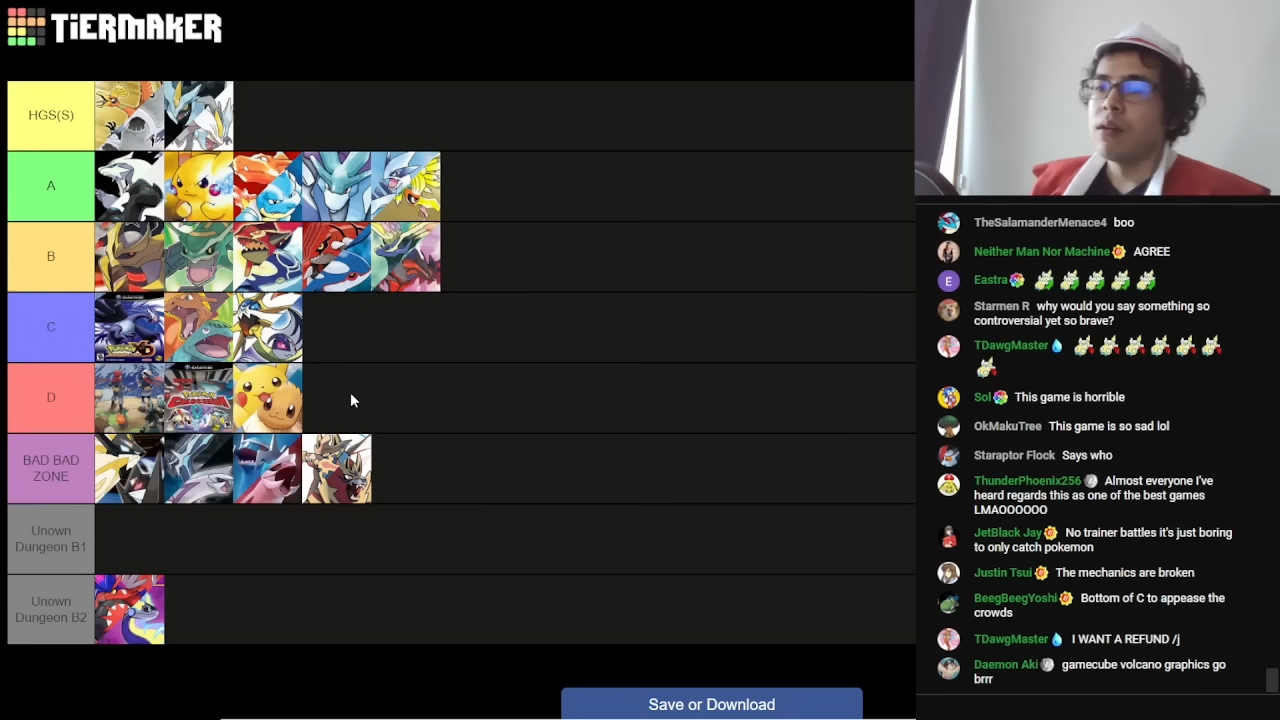 TiERMAKER
HGS(S)
A
B
C
D
BAD BAD
ZONE
Unown
Dungeon B1
Unown
Dungeon B2
Save or Download
TheSalamanderMenace4 boo
Neither Man Nor Machine AGREE
E
Eastra
Starmen R why would you say something so
controversial yet so brave?
TDawgMaster
Sol This game is horrible
OkMakuTree This game is so sad lol
Staraptor Flock Says who
ThunderPhoenix256 Almost everyone I've
heard regards this as one of the best games
LMAOOOOOO
JetBlack Jay No trainer battles it's just boring
to only catch pokemon
Justin Tsui The mechanics are broken
BeegBeegYoshi Bottom of C to appease the
crowds
TDawgMaster I WANT A REFUND /j
Daemon Aki gamecube volcano graphics go
brrr